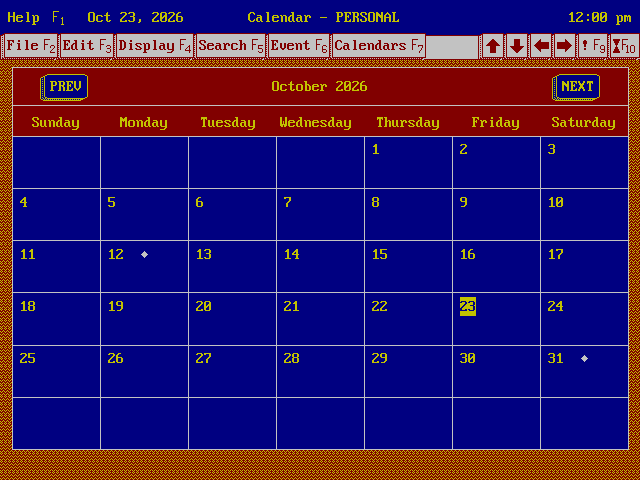 Help F1 Oct 23, 2026 Calendar - PERSONAL 12:00 pm
File F2 Edit F3 Display F4 Search F5 Event F6 Calendars F7 ! F9 F10
PREV October 2026 NEXT
Sunday Monday Tuesday Wednesday Thursday Friday Saturday
1 2 3
4 5 6 7 8 9 10
11 12 13 14 15 16 17
18 19 20 21 22 23 24
25 26 27 28 29 30 31